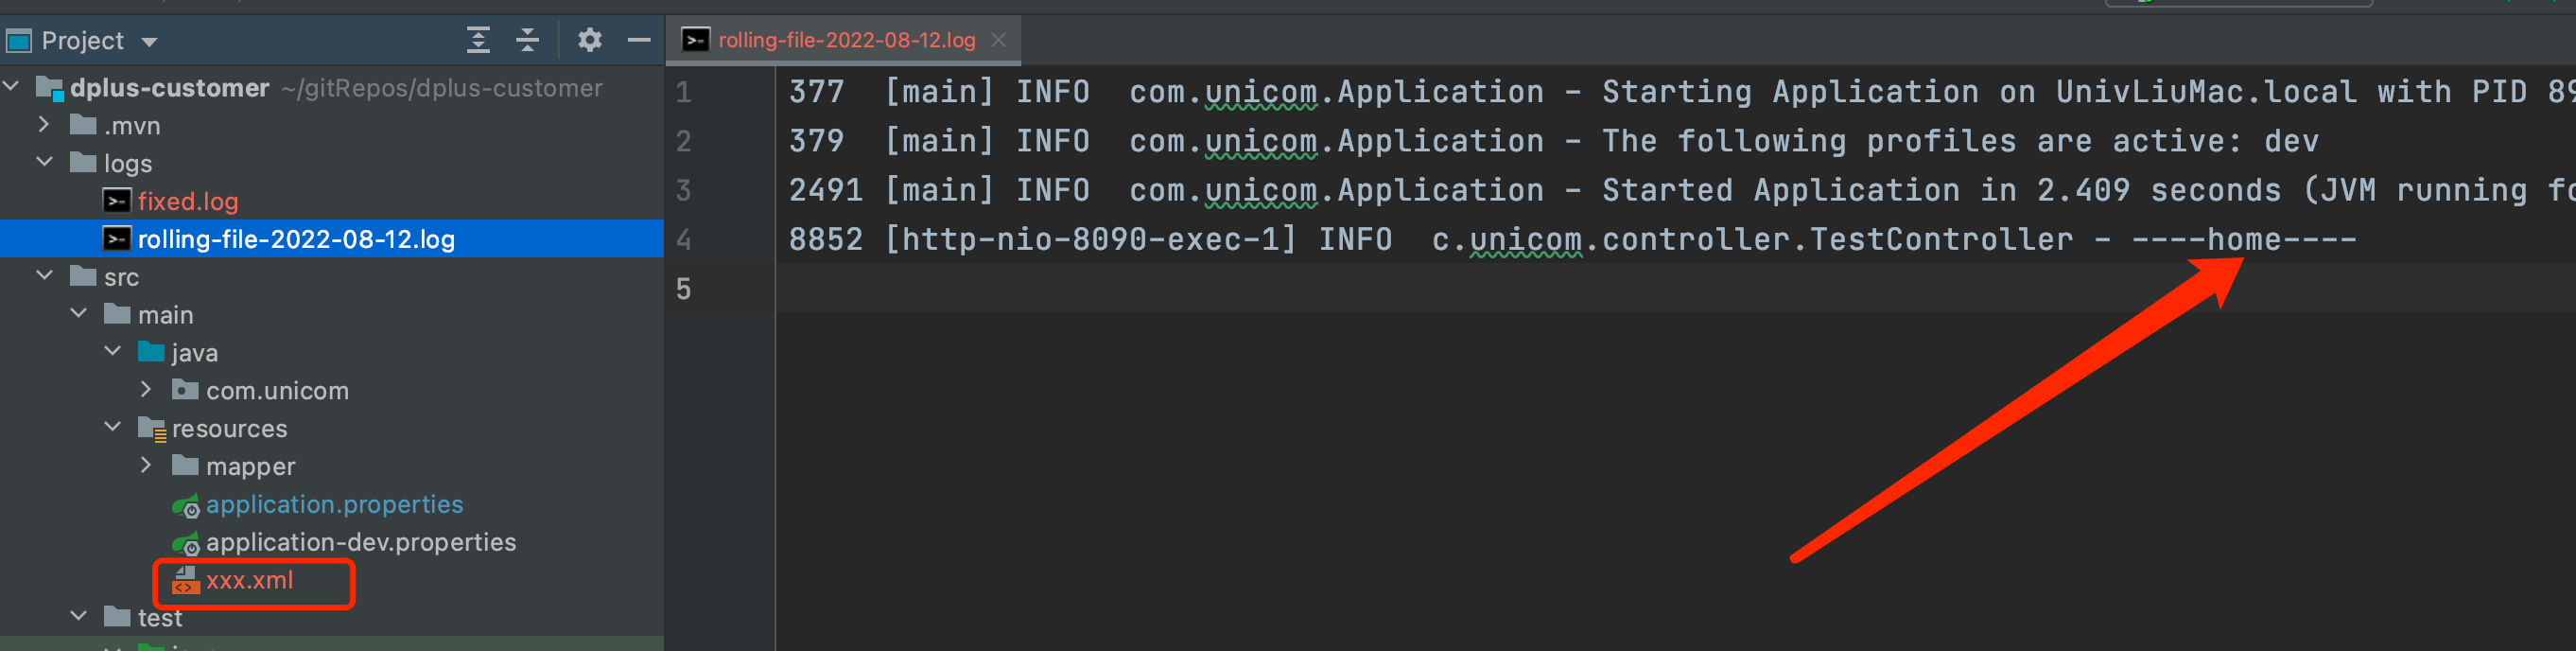 Project
dplus-customer ~/gitRepos/dplus-customer
.mvn
logs
fixed.log
rolling-file-2022-08-12.log
src
main
java
com.unicom
resources
mapper
application.properties
application-dev.properties
xxx.xml
test
rolling-file-2022-08-12.log
1 377 [main] INFO com.unicom.Application - Starting Application on UnivLiuMac.local with PID 89
2 379 [main] INFO com.unicom.Application - The following profiles are active: dev
3 2491 [main] INFO com.unicom.Application - Started Application in 2.409 seconds (JVM running fo
4 8852 [http-nio-8090-exec-1] INFO c.unicom.controller.TestController - ----home----
5